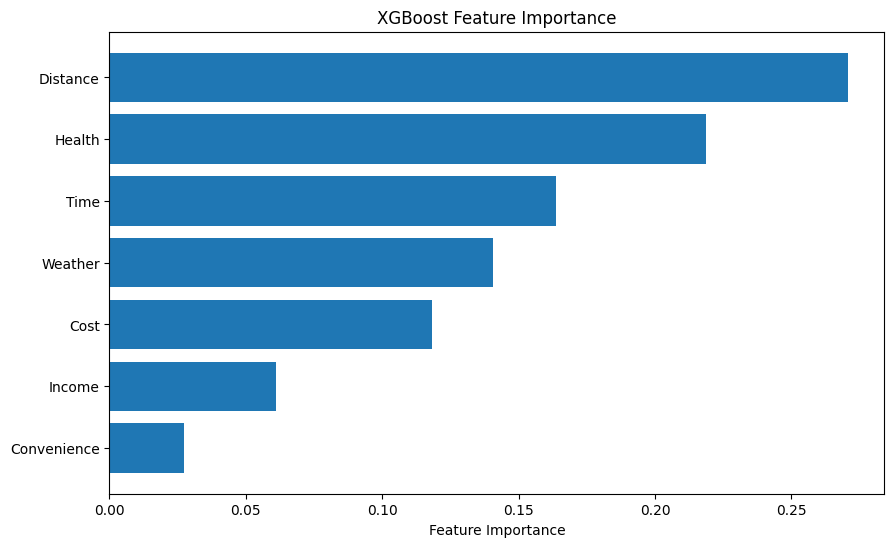 XGBoost Feature Importance
Distance
Health
Time
Weather
Cost
Income
Convenience
0.00 0.05 0.10 0.15 0.20 0.25
Feature Importance